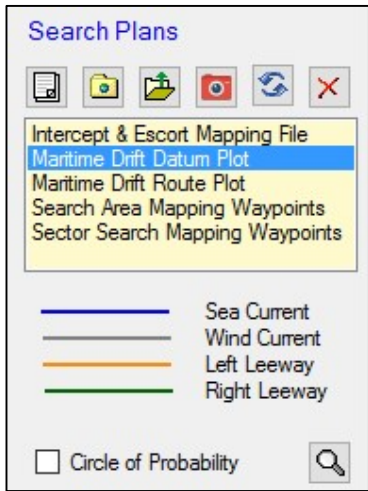 Search Plans
Intercept & Escort Mapping File
Maritime Drift Datum Plot
Maritime Drift Route Plot
Search Area Mapping Waypoints
Sector Search Mapping Waypoints
Sea Current
Wind Current
Left Leeway
Right Leeway
Circle of Probability